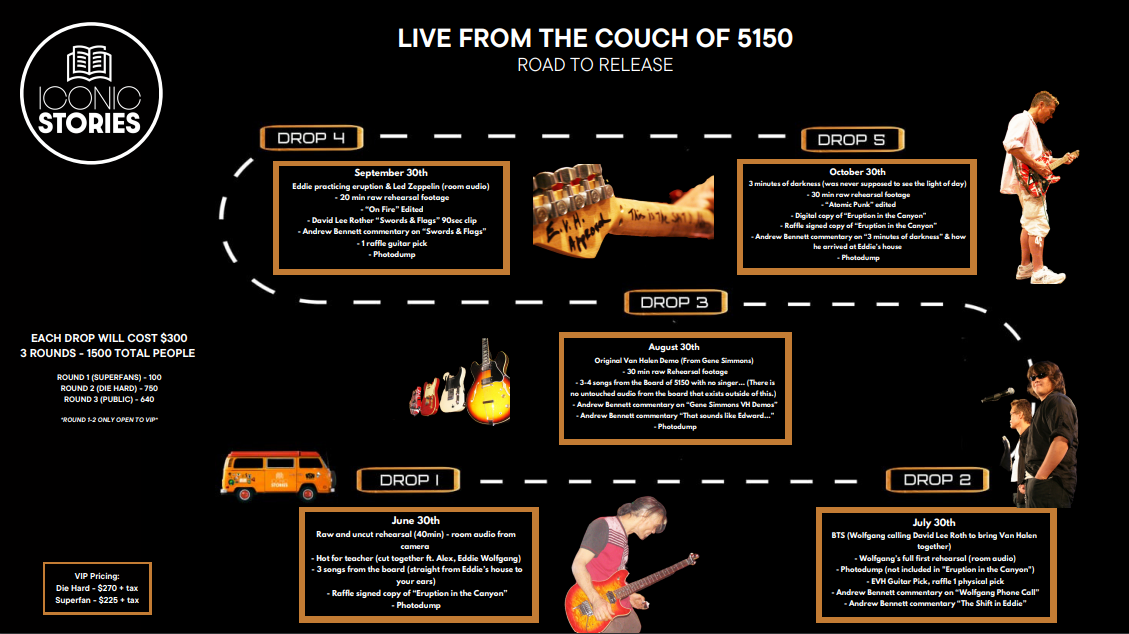 ICONIC
STORIES
LIVE FROM THE COUCH OF 5150
ROAD TO RELEASE
DROP 4
September 30th
Eddie practicing eruption & Led Zeppelin (room audio)
- 20 min raw rehearsal footage
- "On Fire" Edited
- David Lee Rother "Swords & Flags" 90sec clip
- Andrew Bennett commentary on "Swords & Flags"
- 1 raffle guitar pick
- Photodump
DROP 5
October 30th
3 minutes of darkness (was never supposed to see the light of day)
- 30 min raw rehearsal footage
- "Atomic Punk" edited
- Digital copy of "Eruption in the Canyon"
- Raffle signed copy of "Eruption in the Canyon"
- Andrew Bennett commentary on "3 minutes of darkness" & how
he arrived at Eddie's house
- Photodump
DROP 3
August 30th
Original Van Halen Demo (From Gene Simmons)
- 30 min raw Rehearsal footage
- 3-4 songs from the Board of 5150 with no singer... (There is
no untouched audio from the board that exists outside of this.)
- Andrew Bennett commentary on "Gene Simmons VH Demos"
- Andrew Bennett commentary "That sounds like Edward..."
- Photodump
EACH DROP WILL COST $300
3 ROUNDS - 1500 TOTAL PEOPLE
ROUND 1 (SUPERFANS) - 100
ROUND 2 (DIE HARD) - 750
ROUND 3 (PUBLIC) - 640
*ROUND 1-2 ONLY OPEN TO VIP*
STORIES
DROP 1
June 30th
Raw and uncut rehearsal (40min) - room audio from
camera
- Hot for teacher (cut together ft. Alex, Eddie Wolfgang)
- 3 songs from the board (straight from Eddie's house to
your ears)
- Raffle signed copy of "Eruption in the Canyon"
- Photodump
DROP 2
July 30th
BTS (Wolfgang calling David Lee Roth to bring Van Halen
together)
- Wolfgang's full first rehearsal (room audio)
- Photodump (not included in "Eruption in the Canyon")
- EVH Guitar Pick, raffle 1 physical pick
- Andrew Bennett commentary on "Wolfgang Phone Call"
- Andrew Bennett commentary "The Shift in Eddie"
VIP Pricing:
Die Hard - $270 + tax
Superfan - $225 + tax